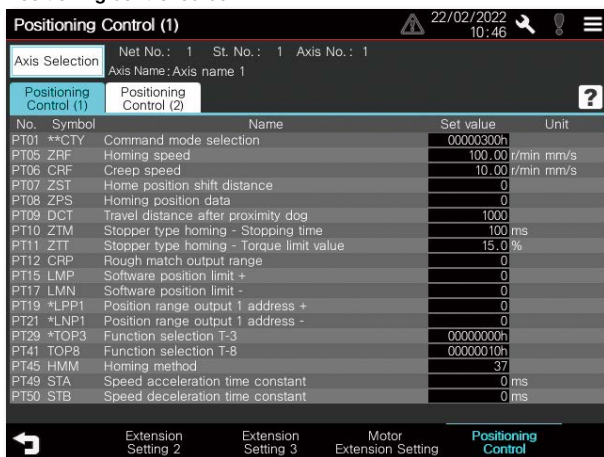 Positioning Control (1)
22/02/2022
10:46
Axis Selection
Net No.: 1 St. No.: 1 Axis No.: 1
Axis Name:Axis name 1
Positioning
Control (1)
Positioning
Control (2)
?
No. Symbol Name Set value Unit
PT01 **CTY Command mode selection 00000300h
PT05 ZRF Homing speed 100.00 r/min mm/s
PT06 CRF Creep speed 10.00 r/min mm/s
PT07 ZST Home position shift distance 0
PT08 ZPS Homing position data 0
PT09 DCT Travel distance after proximity dog 1000
PT10 ZTM Stopper type homing - Stopping time 100 ms
PT11 ZTT Stopper type homing - Torque limit value 15.0 %
PT12 CRP Rough match output range 0
PT15 LMP Software position limit + 0
PT17 LMN Software position limit - 0
PT19 *LPP1 Position range output 1 address + 0
PT21 *LNP1 Position range output 1 address - 0
PT29 *TOP3 Function selection T-3 00000000h
PT41 TOP8 Function selection T-8 00000010h
PT45 HMM Homing method 37
PT49 STA Speed acceleration time constant 0 ms
PT50 STB Speed deceleration time constant 0 ms
Extension
Setting 2
Extension
Setting 3
Motor
Extension Setting
Positioning
Control